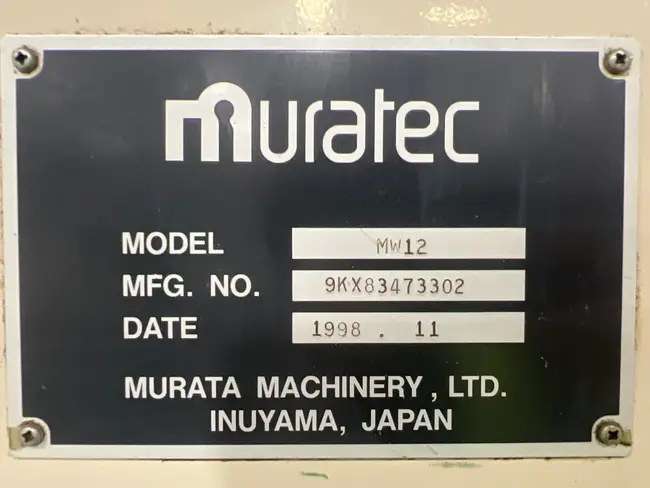 muratec
MODEL MW12
MFG. NO. 9KX83473302
DATE 1998 . 11
MURATA MACHINERY, LTD.
INUYAMA, JAPAN